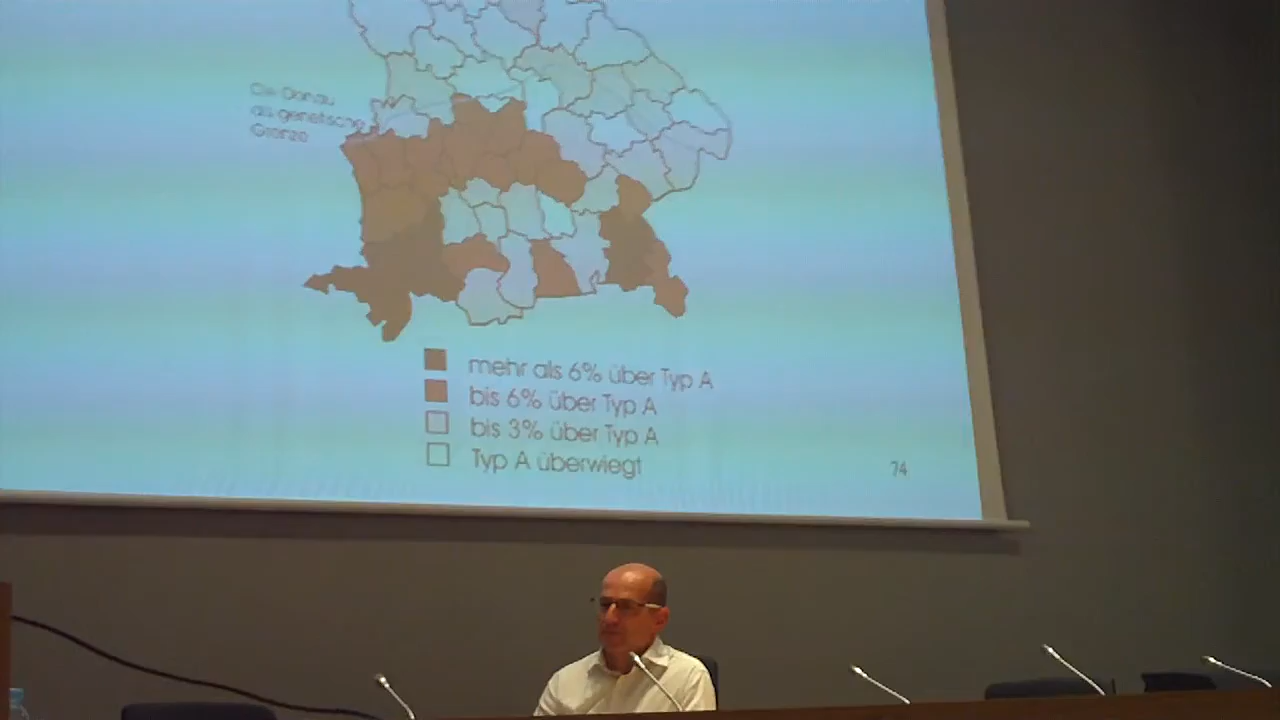 Die Donau
als genetische
Grenze
mehr als 6% über Typ A
bis 6% über Typ A
bis 3% über Typ A
Typ A überwiegt
74